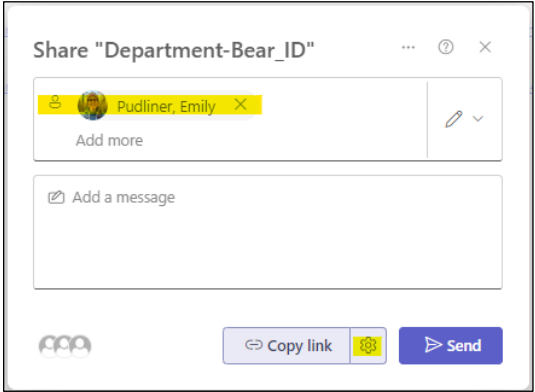 Share "Department-Bear_ID"
Pudliner, Emily
Add more
Add a message
Copy link
Send